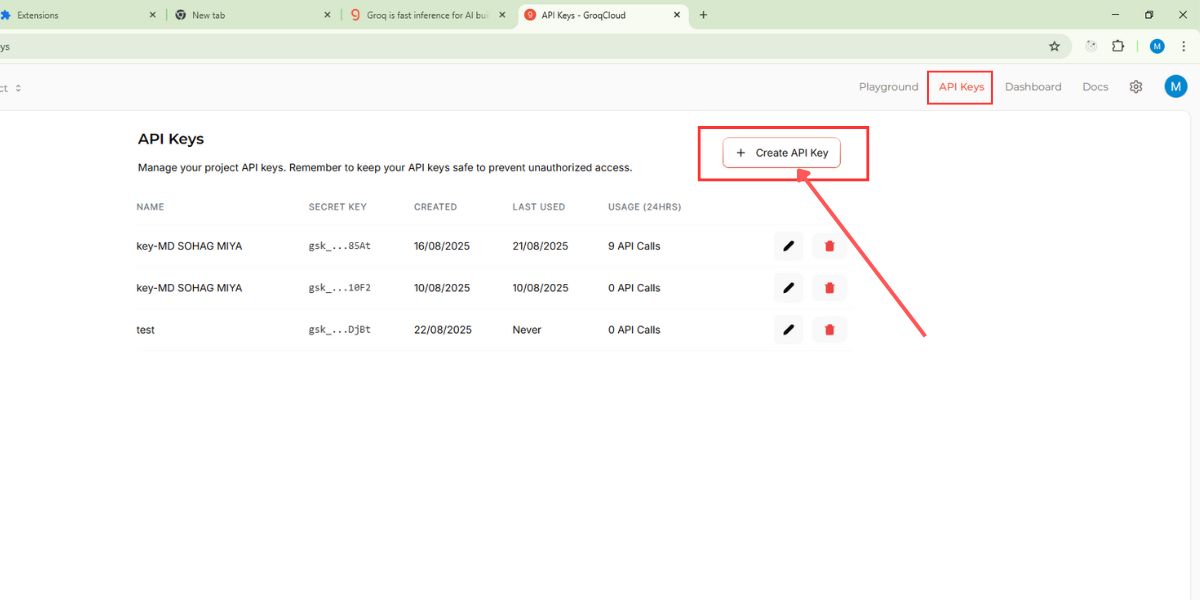 Extensions
New tab
Groq is fast inference for AI bui
API Keys - GroqCloud
ys
M
ct
Playground
API Keys
Dashboard
Docs
M
API Keys
Create API Key
Manage your project API keys. Remember to keep your API keys safe to prevent unauthorized access.
NAME SECRET KEY CREATED LAST USED USAGE (24HRS)
key-MD SOHAG MIYA gsk_...85At 16/08/2025 21/08/2025 9 API Calls
key-MD SOHAG MIYA gsk_...10F2 10/08/2025 10/08/2025 0 API Calls
test gsk_...DjBt 22/08/2025 Never 0 API Calls